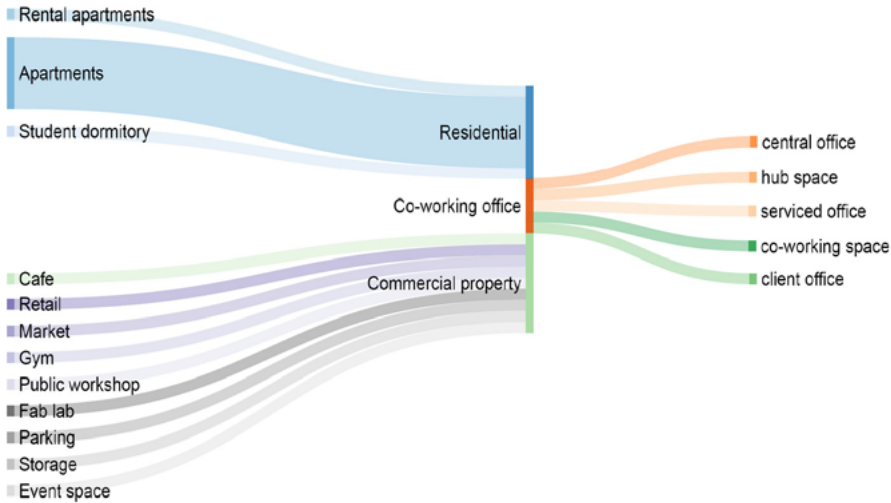 Rental apartments
Apartments
Student dormitory
Cafe
Retail
Market
Gym
Public workshop
Fab lab
Parking
Storage
Event space
Residential
Co-working office
Commercial property
central office
hub space
serviced office
co-working space
client office